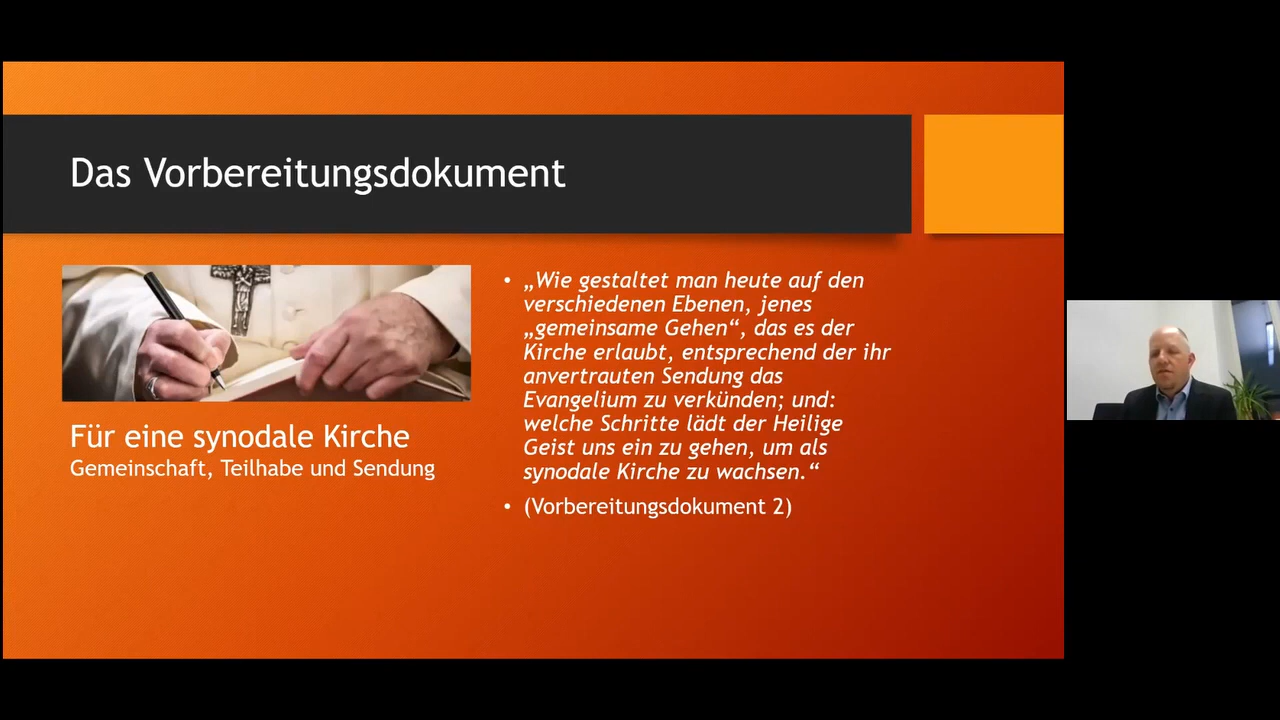 Das Vorbereitungsdokument
Für eine synodale Kirche
Gemeinschaft, Teilhabe und Sendung
• „Wie gestaltet man heute auf den
verschiedenen Ebenen, jenes
„gemeinsame Gehen“, das es der
Kirche erlaubt, entsprechend der ihr
anvertrauten Sendung das
Evangelium zu verkünden; und:
welche Schritte lädt der Heilige
Geist uns ein zu gehen, um als
synodale Kirche zu wachsen.“
• (Vorbereitungsdokument 2)